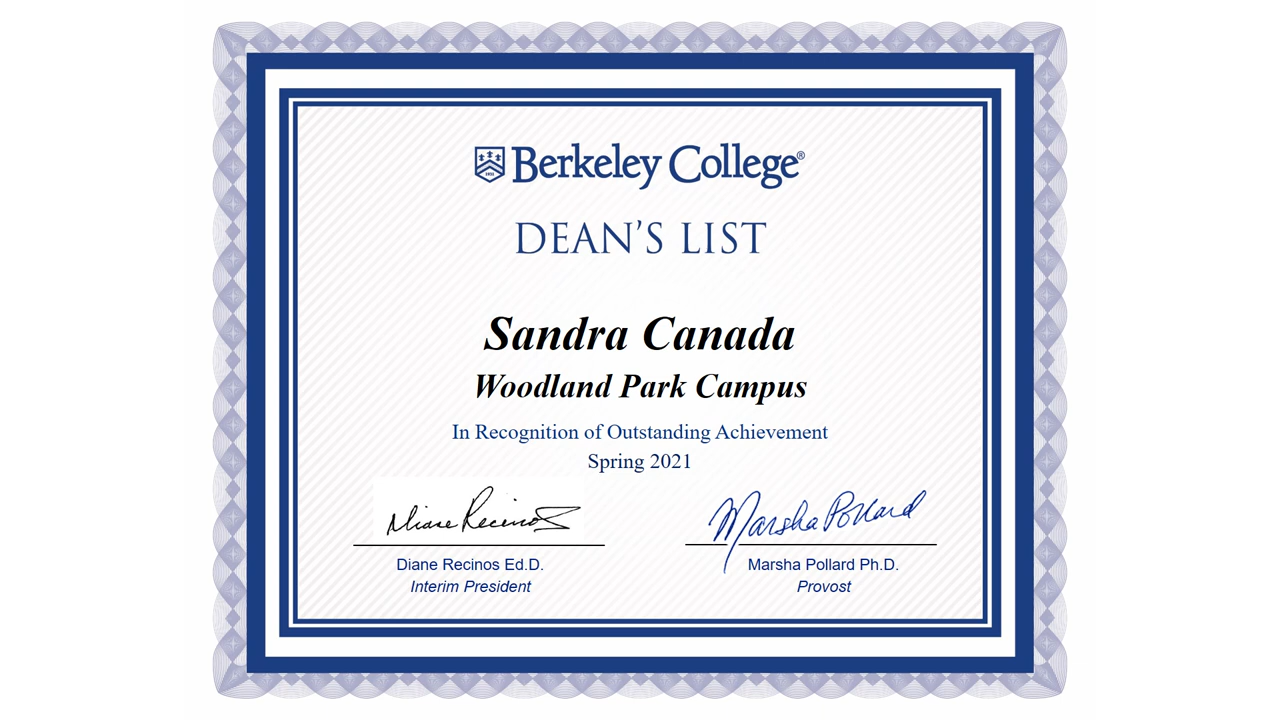 Berkeley College®
DEAN'S LIST
Sandra Canada
Woodland Park Campus
In Recognition of Outstanding Achievement
Spring 2021
Diane Recinos Marsha Pollard
Diane Recinos Ed.D. Marsha Pollard Ph.D.
Interim President Provost